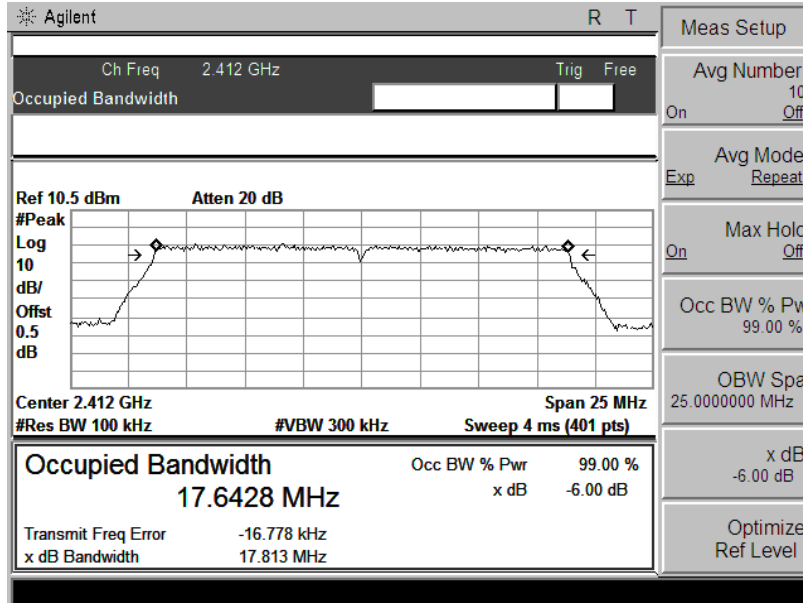 Agilent R T
Ch Freq 2.412 GHz Trig Free
Occupied Bandwidth
Ref 10.5 dBm Atten 20 dB
#Peak
Log
10
dB/
Offst
0.5
dB
Center 2.412 GHz Span 25 MHz
#Res BW 100 kHz #VBW 300 kHz Sweep 4 ms (401 pts)
Occupied Bandwidth Occ BW % Pwr 99.00 %
17.6428 MHz x dB -6.00 dB
Transmit Freq Error -16.778 kHz
x dB Bandwidth 17.813 MHz
Meas Setup
Avg Number
10
On Off
Avg Mode
Exp Repeat
Max Hold
On Off
Occ BW % Pw
99.00 %
OBW Spa
25.0000000 MHz
x dB
-6.00 dB
Optimize
Ref Level